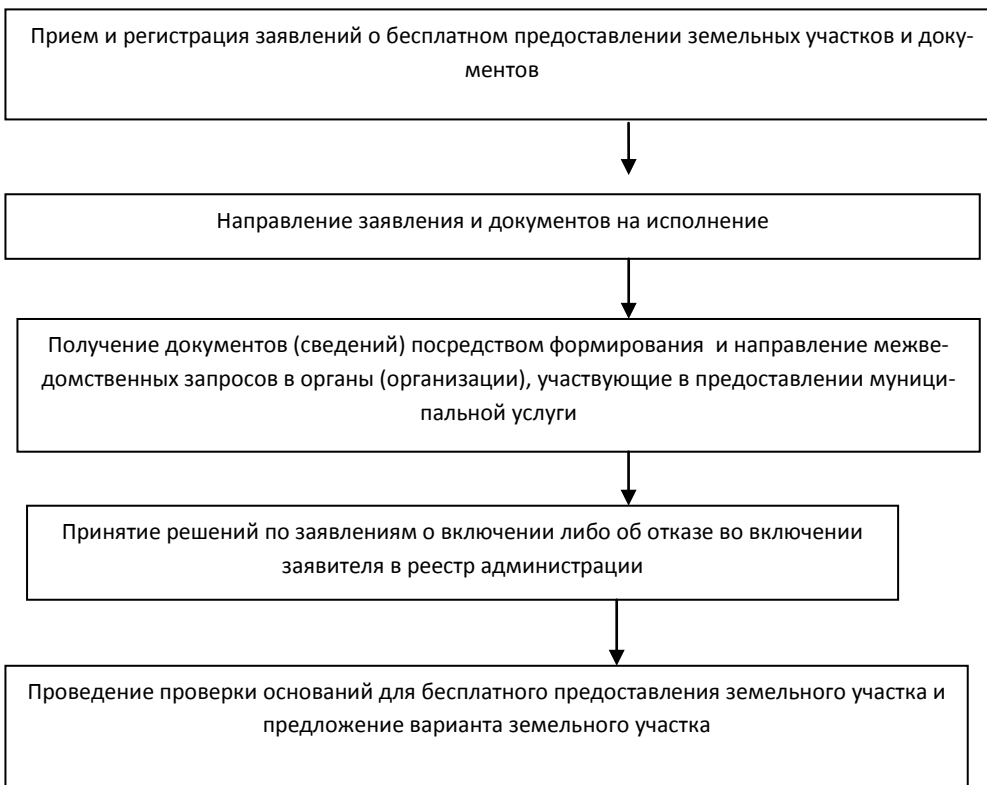 Прием и регистрация заявлений о бесплатном предоставлении земельных участков и доку-
ментов
Направление заявления и документов на исполнение
Получение документов (сведений) посредством формирования и направление межве-
домственных запросов в органы (организации), участвующие в предоставлении муници-
пальной услуги
Принятие решений по заявлениям о включении либо об отказе во включении
заявителя в реестр администрации
Проведение проверки оснований для бесплатного предоставления земельного участка и
предложение варианта земельного участка